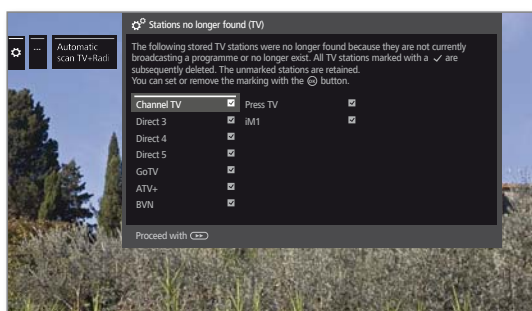 ...
Automatic
scan TV+Radi
Stations no longer found (TV)
The following stored TV stations were no longer found because they are not currently
broadcasting a programme or no longer exist. All TV stations marked with a ✓ are
subsequently deleted. The unmarked stations are retained.
You can set or remove the marking with the OK button.
Channel TV
Direct 3
Direct 4
Direct 5
GoTV
ATV+
BVN
Press TV
iM1
Proceed with